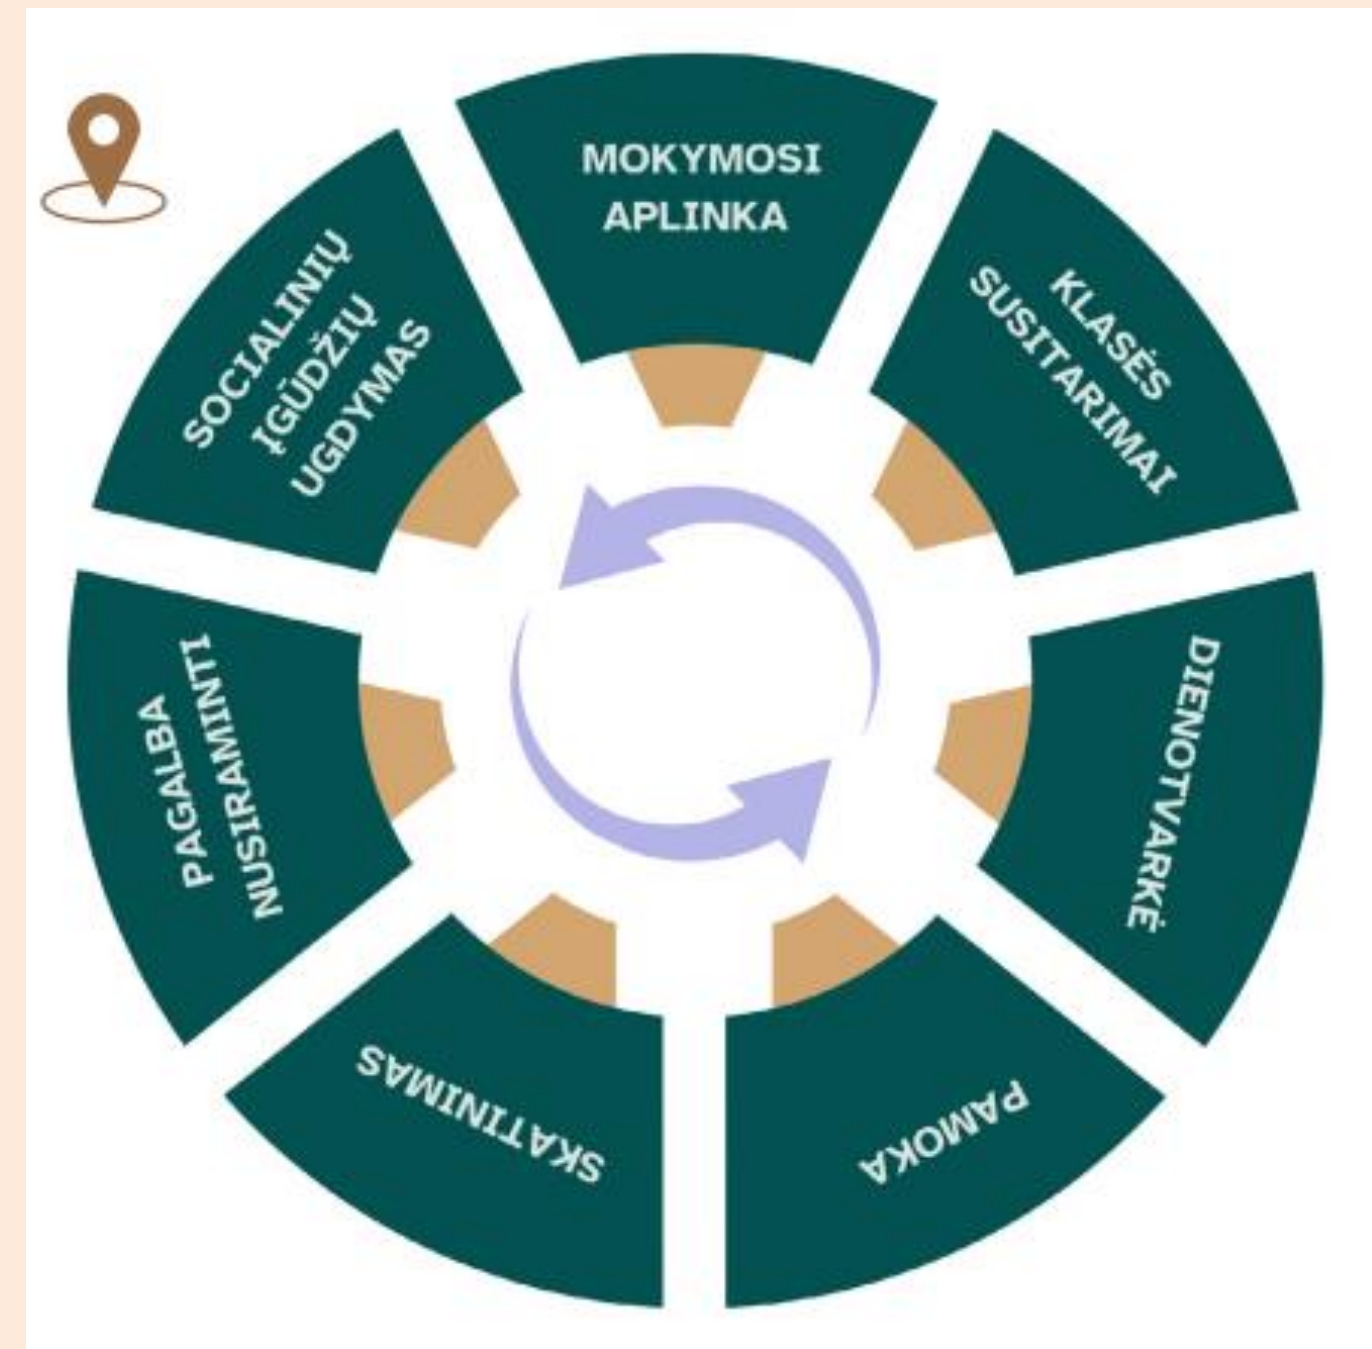 MOKYMOSI
APLINKA
KLASĖS
SUSITARIMAI
DIENOTVARKĖ
PAMOKA
SKATINIMAS
PAGALBA
NUSIRAMINTI
SOCIALINIŲ
ĮGŪDŽIŲ
UGDYMAS